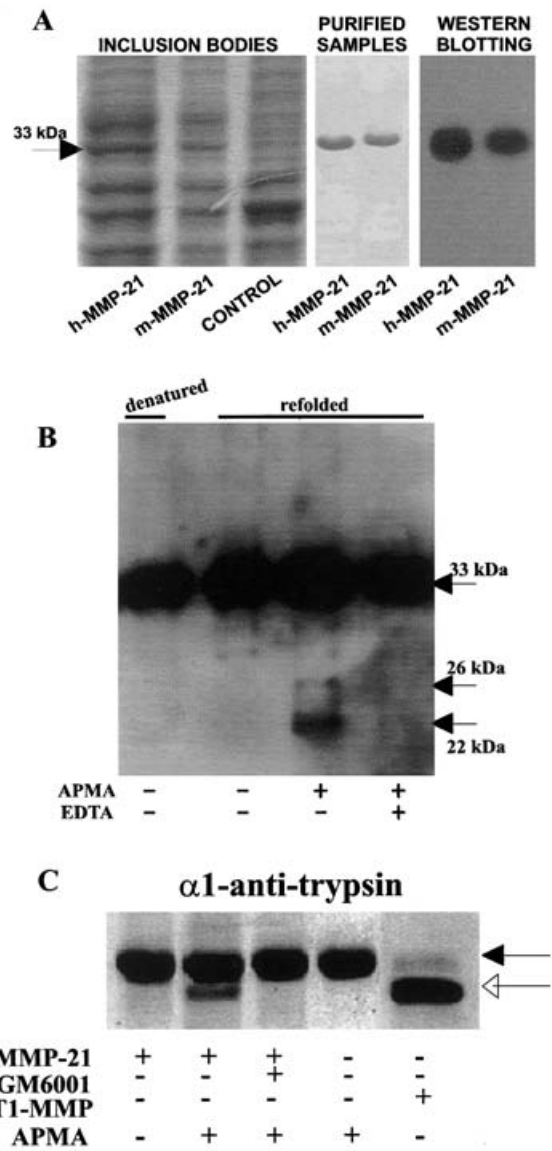 A
INCLUSION BODIES
PURIFIED SAMPLES
WESTERN BLOTTING
33 kDa
h-MMP-21
m-MMP-21
CONTROL
h-MMP-21
m-MMP-21
h-MMP-21
m-MMP-21
B
denatured
refolded
33 kDa
26 kDa
22 kDa
APMA - - + +
EDTA - - - +
C
α1-anti-trypsin
MMP-21 + + + - -
GM6001 - - + - -
T1-MMP - - - - +
APMA - + + + -